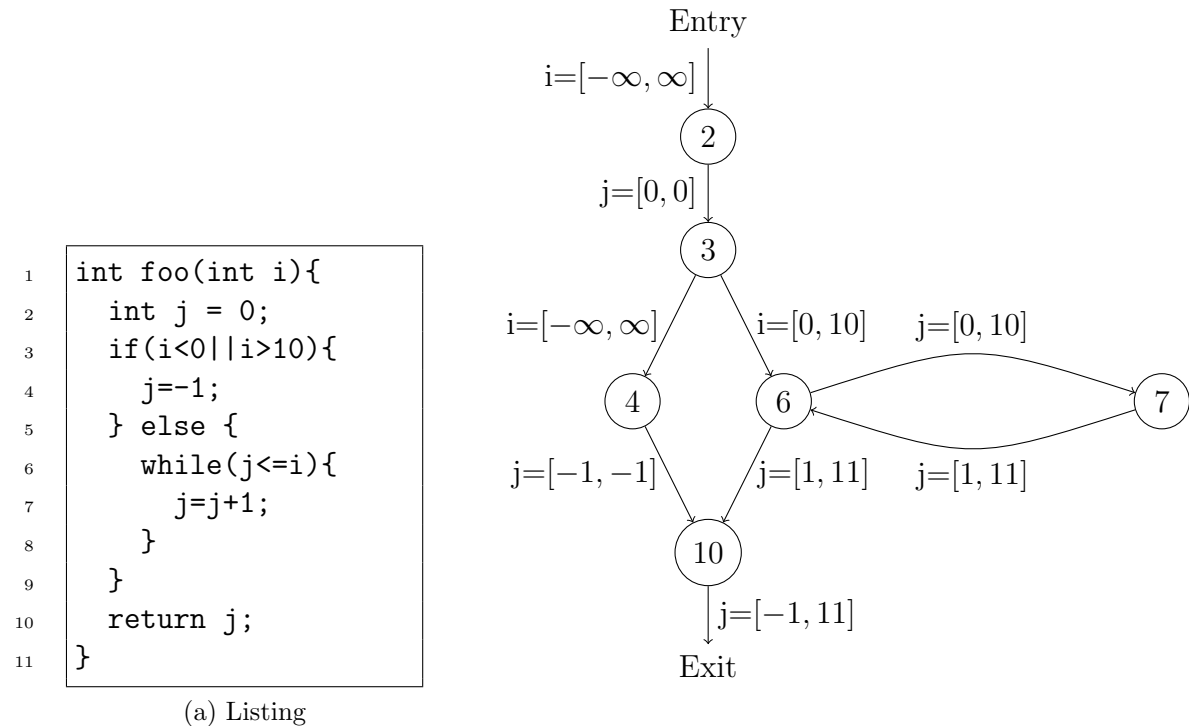 Entry
i=[−∞, ∞]
2
j=[0, 0]
3
i=[−∞, ∞]
i=[0, 10]
j=[0, 10]
4
6
7
j=[−1, −1]
j=[1, 11]
j=[1, 11]
10
j=[−1, 11]
Exit
1 int foo(int i){
2 int j = 0;
3 if(i<0||i>10){
4 j=-1;
5 } else {
6 while(j<=i){
7 j=j+1;
8 }
9 }
10 return j;
11 }
(a) Listing